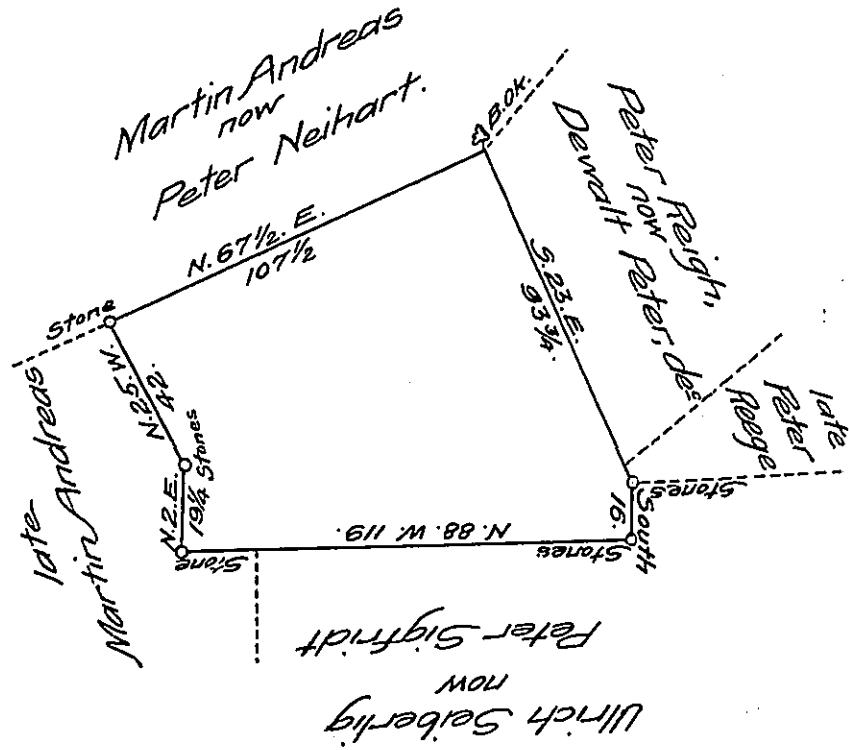 Martin Andreas
now
Peter Neihart.
B.Ok.
Peter Reigh,
now
Dewalt Peter, des
N. 67½. E.
107½
S. 23. E.
93¾.
Stone
N. 25. W.
42.
Stones
N. 2. E.
19¼
Stone
late
Martin Andreas
late
Peter
Reege
Stones
South
16.
Stones
N. 88. W. 119.
Peter Sigfridt
now
Ulrich Seiberlig